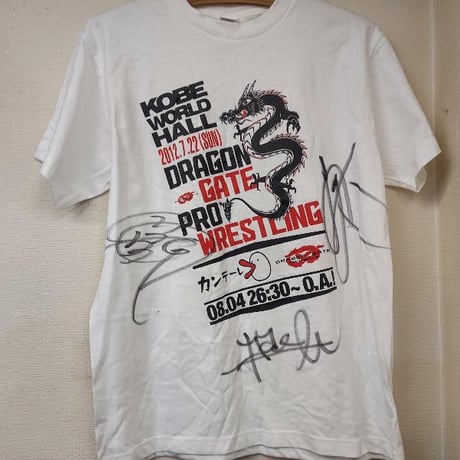 KOBE
WORLD
HALL
2012.7.22(SUN)
DRAGON
GATE
PRO
WRESTLING
カンテーレ
08.04 26:30~ O.A.!